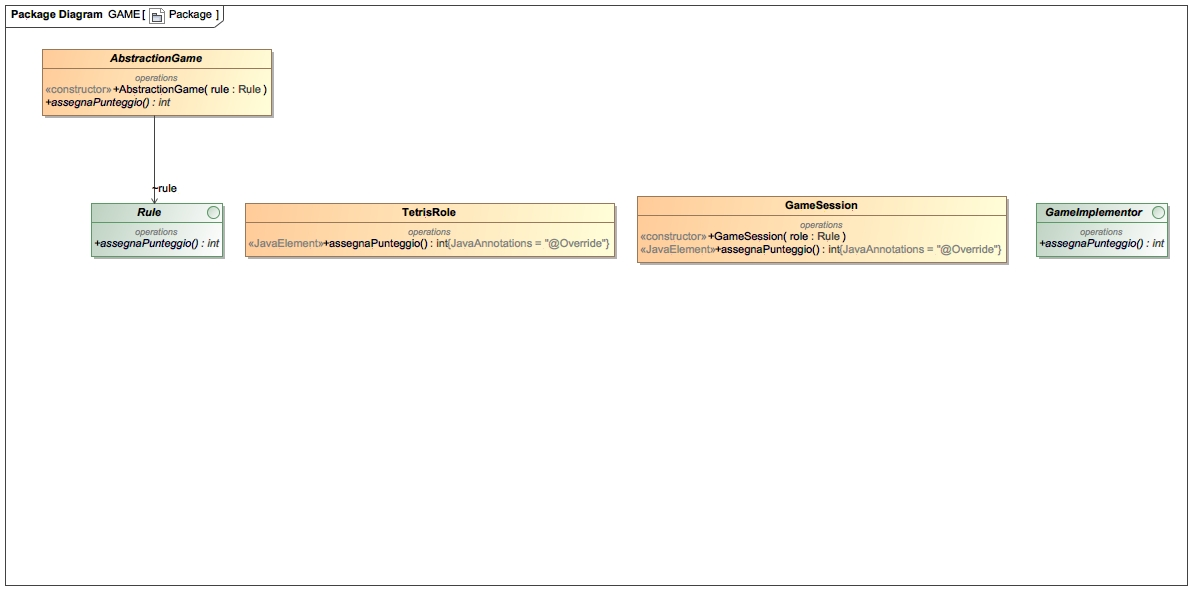 Package Diagram GAME [ Package ]
AbstractionGame
operations
«constructor»+AbstractionGame( rule : Rule )
+assegnaPunteggio() : int
~rule
Rule
operations
+assegnaPunteggio() : int
TetrisRole
operations
«JavaElement»+assegnaPunteggio() : int{JavaAnnotations = "@Override"}
GameSession
operations
«constructor»+GameSession( role : Rule )
«JavaElement»+assegnaPunteggio() : int{JavaAnnotations = "@Override"}
GameImplementor
operations
+assegnaPunteggio() : int